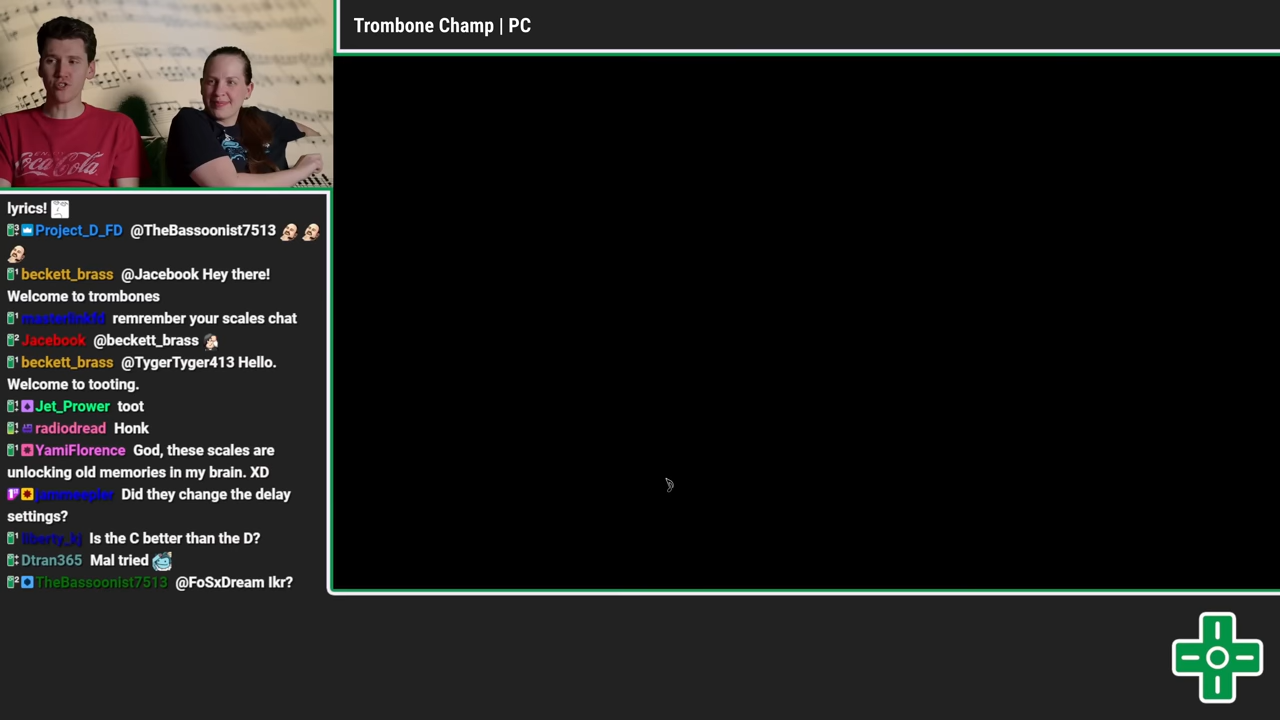 Trombone Champ | PC
ENJOY
Coca-Cola
lyrics!
Project_D_FD @TheBassoonist7513
beckett_brass @Jacebook Hey there!
Welcome to trombones
masterlinkfd remrember your scales chat
Jacebook @beckett_brass
beckett_brass @TygerTyger413 Hello.
Welcome to tooting.
Jet_Prower toot
radiodread Honk
YamiFlorence God, these scales are
unlocking old memories in my brain. XD
Did they change the delay
settings?
liberty_kj Is the C better than the D?
Dtran365 Mal tried
TheBassoonIst7513 @FoSxDream Ikr?